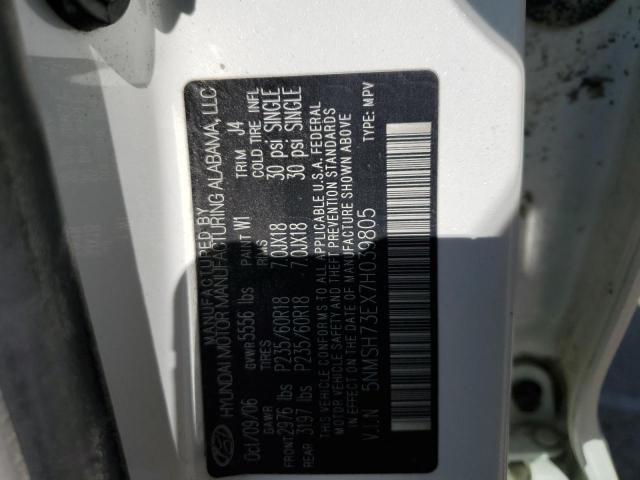 MANUFACTURED BY
HYUNDAI MOTOR MANUFACTURING ALABAMA, LLC
Oct/09/06 GVWR 5556 lbs PAINT W1 TRIM J4
GAWR TIRES RIMS COLD TIRE INFL
FRONT 2976 lbs P235/60R18 7.0JX18 30 psi SINGLE
REAR 3197 lbs P235/60R18 7.0JX18 30 psi SINGLE
THIS VEHICLE CONFORMS TO ALL APPLICABLE U.S.A. FEDERAL
MOTOR VEHICLE SAFETY AND THEFT PREVENTION STANDARDS
IN EFFECT ON THE DATE OF MANUFACTURE SHOWN ABOVE
V.I.N 5NMSH73EX7H039805 TYPE: MPV